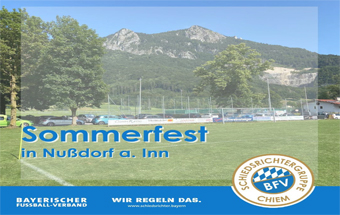 Sommerfest
in Nußdorf a. Inn
BAYERISCHER
FUSSBALL-VERBAND
WIR REGELN DAS.
www.schiedsrichter.bayern
SCHIEDSRICHTERGRUPPE
BFV
CHIEM